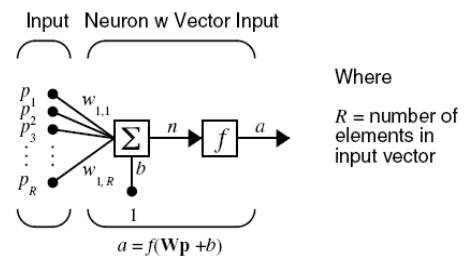 Input Neuron w Vector Input
p1
p2
p3
pR
w1,1
w1, R
Σ
n
f
a
b
1
a = f(Wp +b)
Where
R = number of
elements in
input vector